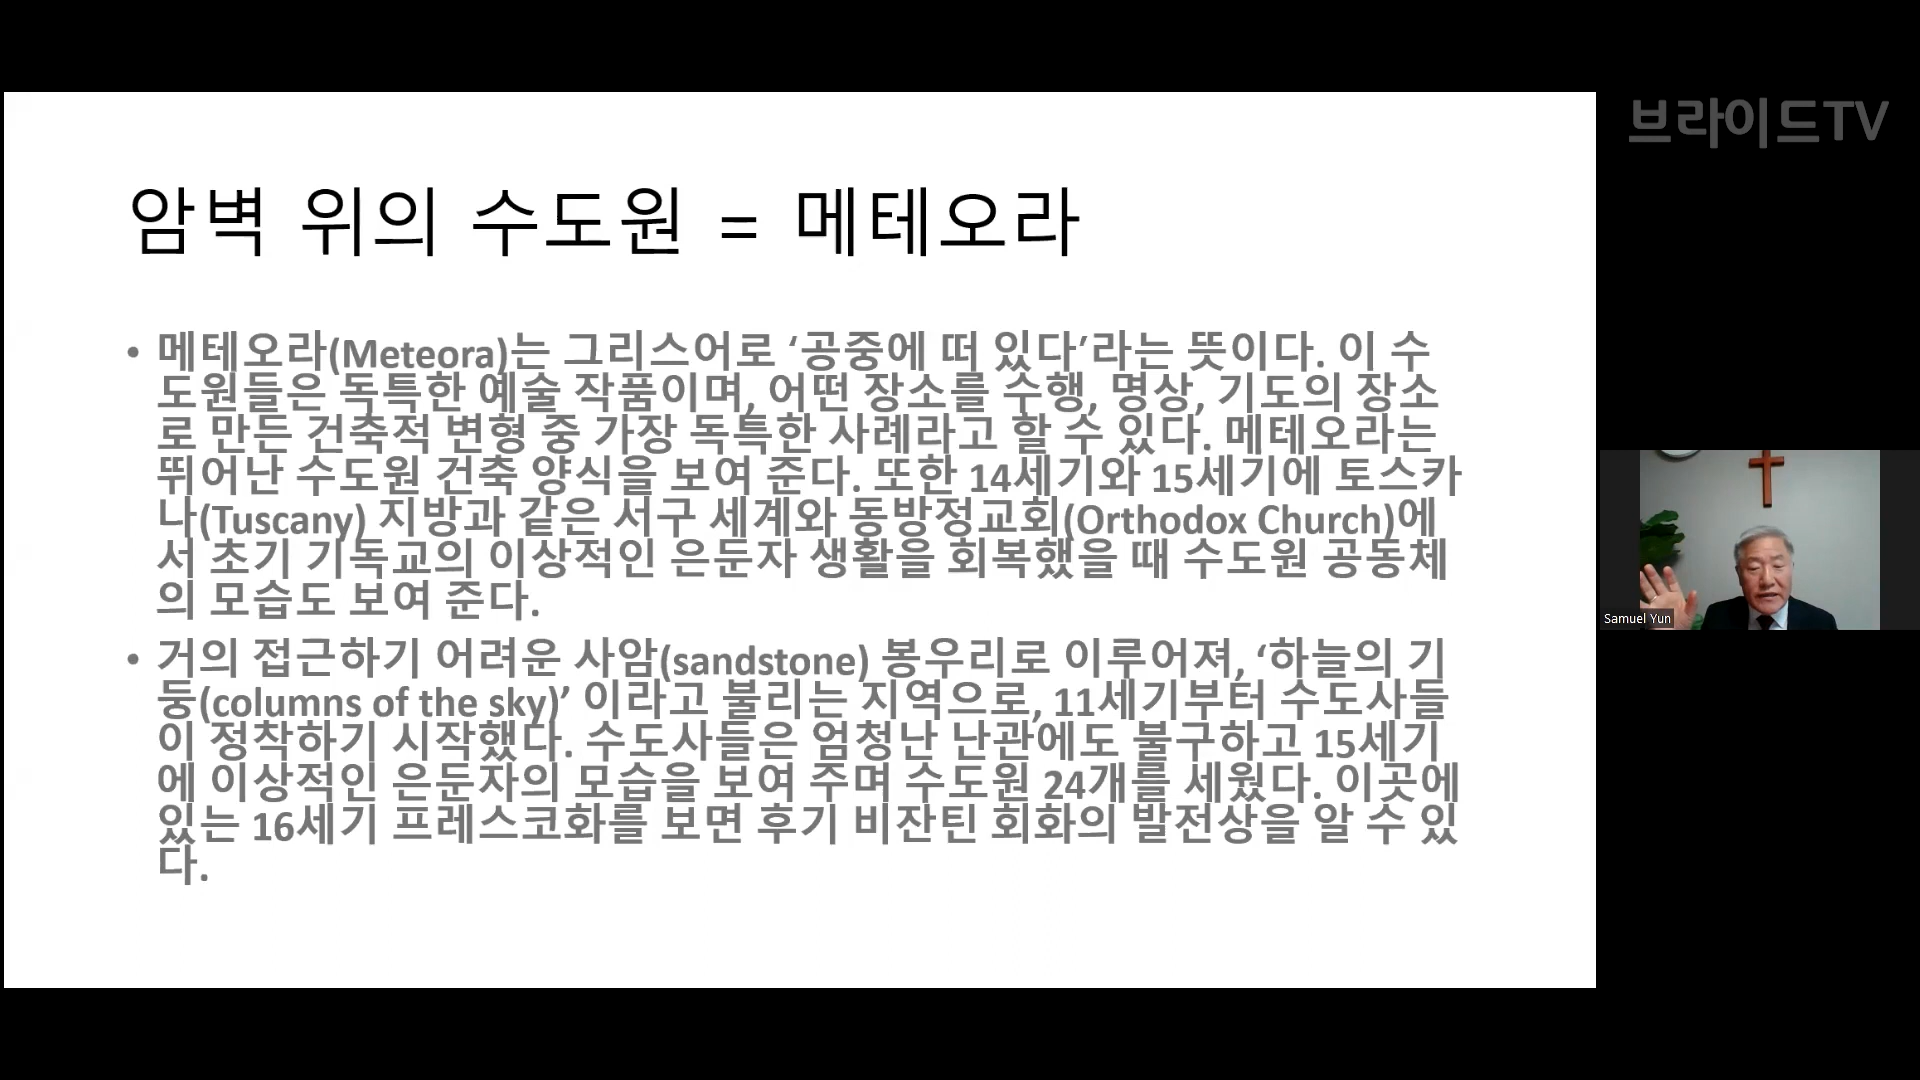 브라이드TV
암벽 위의 수도원 = 메테오라
• 메테오라(Meteora)는 그리스어로 ‘공중에 떠 있다’라는 뜻이다. 이 수
도원들은 독특한 예술 작품이며, 어떤 장소를 수행, 명상, 기도의 장소
로 만든 건축적 변형 중 가장 독특한 사례라고 할 수 있다. 메테오라는
뛰어난 수도원 건축 양식을 보여 준다. 또한 14세기와 15세기에 토스카
나(Tuscany) 지방과 같은 서구 세계와 동방정교회(Orthodox Church)에
서 초기 기독교의 이상적인 은둔자 생활을 회복했을 때 수도원 공동체
의 모습도 보여 준다.
• 거의 접근하기 어려운 사암(sandstone) 봉우리로 이루어져, ‘하늘의 기
둥(columns of the sky)’ 이라고 불리는 지역으로, 11세기부터 수도사들
이 정착하기 시작했다. 수도사들은 엄청난 난관에도 불구하고 15세기
에 이상적인 은둔자의 모습을 보여 주며 수도원 24개를 세웠다. 이곳에
있는 16세기 프레스코화를 보면 후기 비잔틴 회화의 발전상을 알 수 있
다.
Samuel Yun